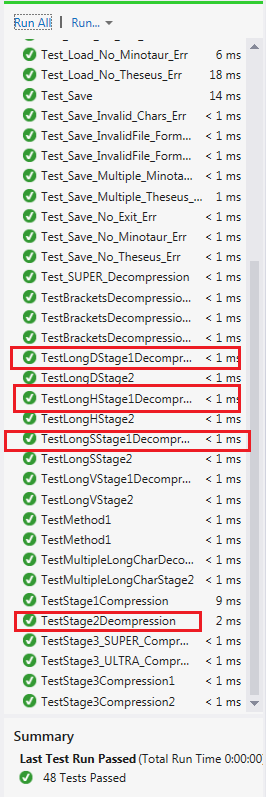 Run All | Run...
Test_Load_No_Minotaur_Err 6 ms
Test_Load_No_Theseus_Err 18 ms
Test_Save 14 ms
Test_Save_Invalid_Chars_Err < 1 ms
Test_Save_InvalidFile_Form... < 1 ms
Test_Save_InvalidFile_Form... < 1 ms
Test_Save_Multiple_Minota... < 1 ms
Test_Save_Multiple_Theseus_... 1 ms
Test_Save_No_Exit_Err < 1 ms
Test_Save_No_Minotaur_Err < 1 ms
Test_Save_No_Theseus_Err < 1 ms
Test_SUPER_Decompression < 1 ms
TestBracketsDecompressio... < 1 ms
TestBracketsDecompressio... < 1 ms
TestBracketsDecompressio... < 1 ms
TestLongDStage1Decompr... < 1 ms
TestLongDStage2 < 1 ms
TestLongHStage1Decompr... < 1 ms
TestLongHStage2 < 1 ms
TestLongSStage1Decompr... < 1 ms
TestLongSStage2 < 1 ms
TestLongVStage1Decompr... < 1 ms
TestLongVStage2 < 1 ms
TestMethod1 < 1 ms
TestMethod1 < 1 ms
TestMultipleLongCharDeco... < 1 ms
TestMultipleLongCharStage2 < 1 ms
TestStage1Compression 9 ms
TestStage2Deompression 2 ms
TestStage3_SUPER_Compr... < 1 ms
TestStage3_ULTRA_Compr... < 1 ms
TestStage3Compression1 < 1 ms
TestStage3Compression2 < 1 ms
Summary
Last Test Run Passed (Total Run Time 0:00:00
48 Tests Passed